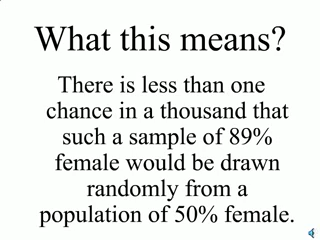 What this means?
There is less than one
chance in a thousand that
such a sample of 89%
female would be drawn
randomly from a
population of 50% female.